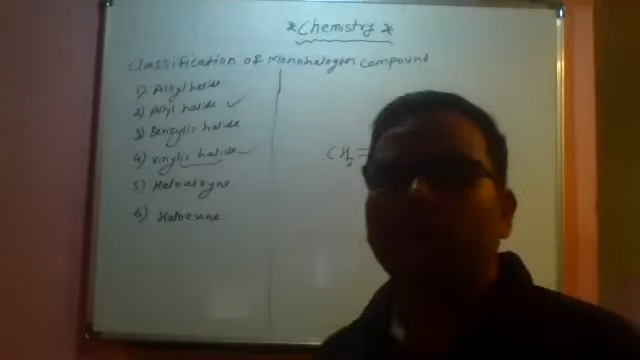 *Chemistry*
Classification of Monohalogen Compound
1) Alkyl halide
2) Allyl halide ✓
3) Benzylic halide
4) Vinylic halide ✓
5) Haloalkyne
6) Haloarene
CH₂=